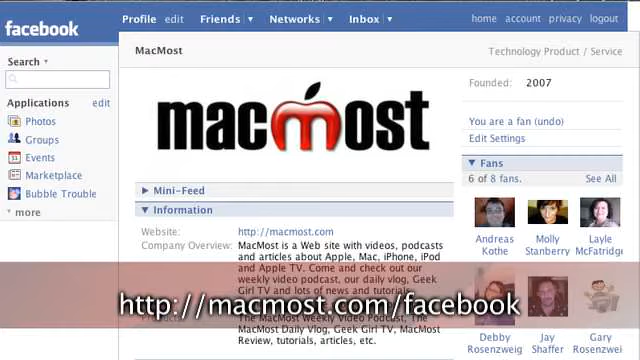 facebook
Profile edit Friends Networks Inbox home account privacy logout
Search
Applications edit
Photos
Groups
Events
Marketplace
Bubble Trouble
more
MacMost
Technology Product / Service
macmost
Mini-Feed
Information
Website: http://macmost.com
Company Overview: MacMost is a Web site with videos, podcasts
and articles about Apple, Mac, iPhone, iPod
and Apple TV. Come and check out our
weekly video podcast, our daily vlog, Geek
Girl TV and lots of news and tutorials.
The MacMost Weekly Video Podcast, The
MacMost Daily Vlog, Geek Girl TV, MacMost
Review, tutorials, articles, etc.
Founded: 2007
You are a fan (undo)
Edit Settings
Fans
6 of 8 fans. See All
Andreas
Kothe
Molly
Stanberry
Layle
McFatridge
Debby
Rosenzweig
Jay
Shaffer
Gary
Rosenzwei
http://macmost.com/facebook